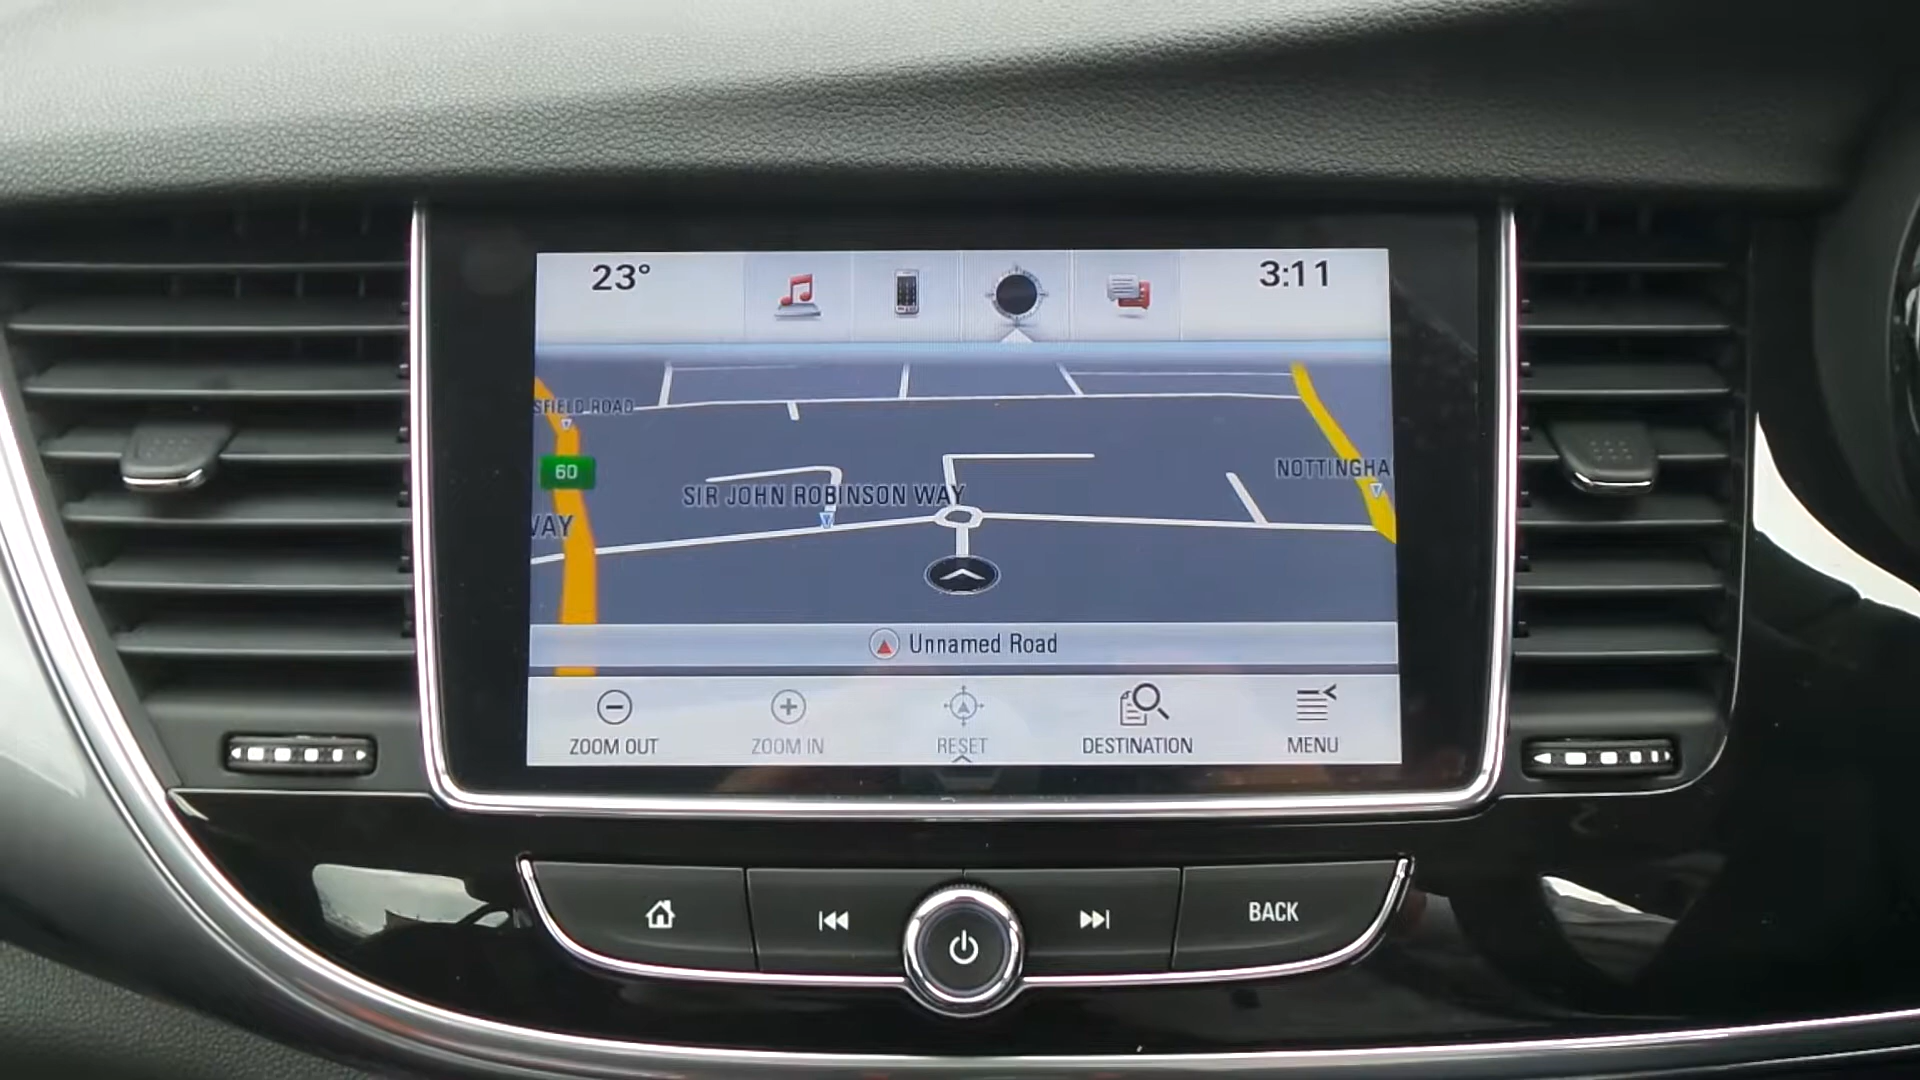 23° 3:11
SFIELD ROAD
60
NOTTINGHA
SIR JOHN ROBINSON WAY
WAY
Unnamed Road
ZOOM OUT ZOOM IN RESET DESTINATION MENU
BACK